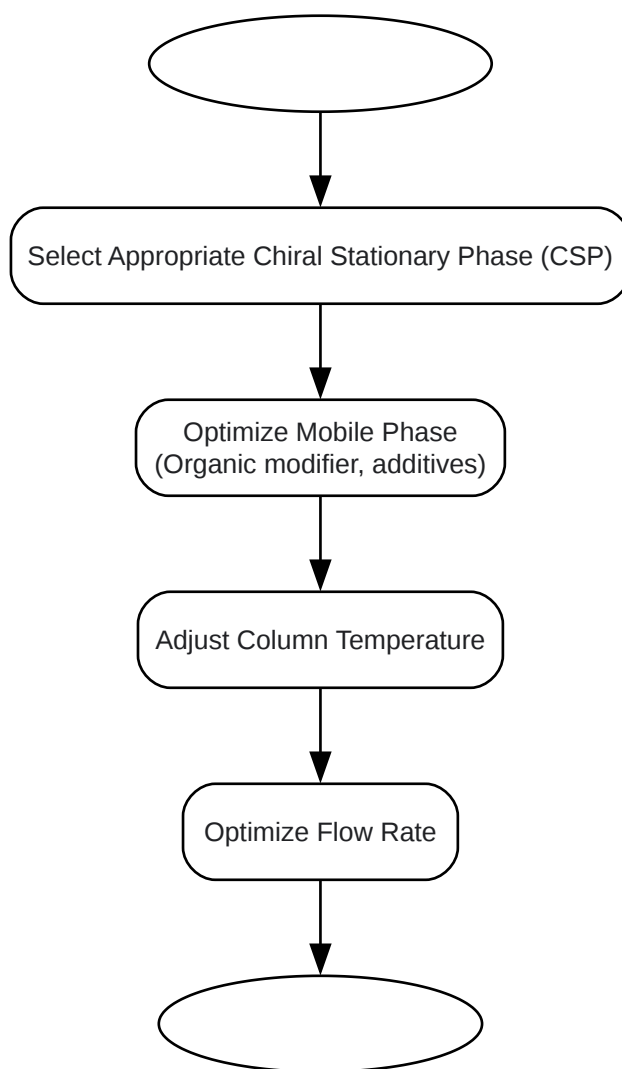 Select Appropriate Chiral Stationary Phase (CSP)
Optimize Mobile Phase
(Organic modifier, additives)
Adjust Column Temperature
Optimize Flow Rate